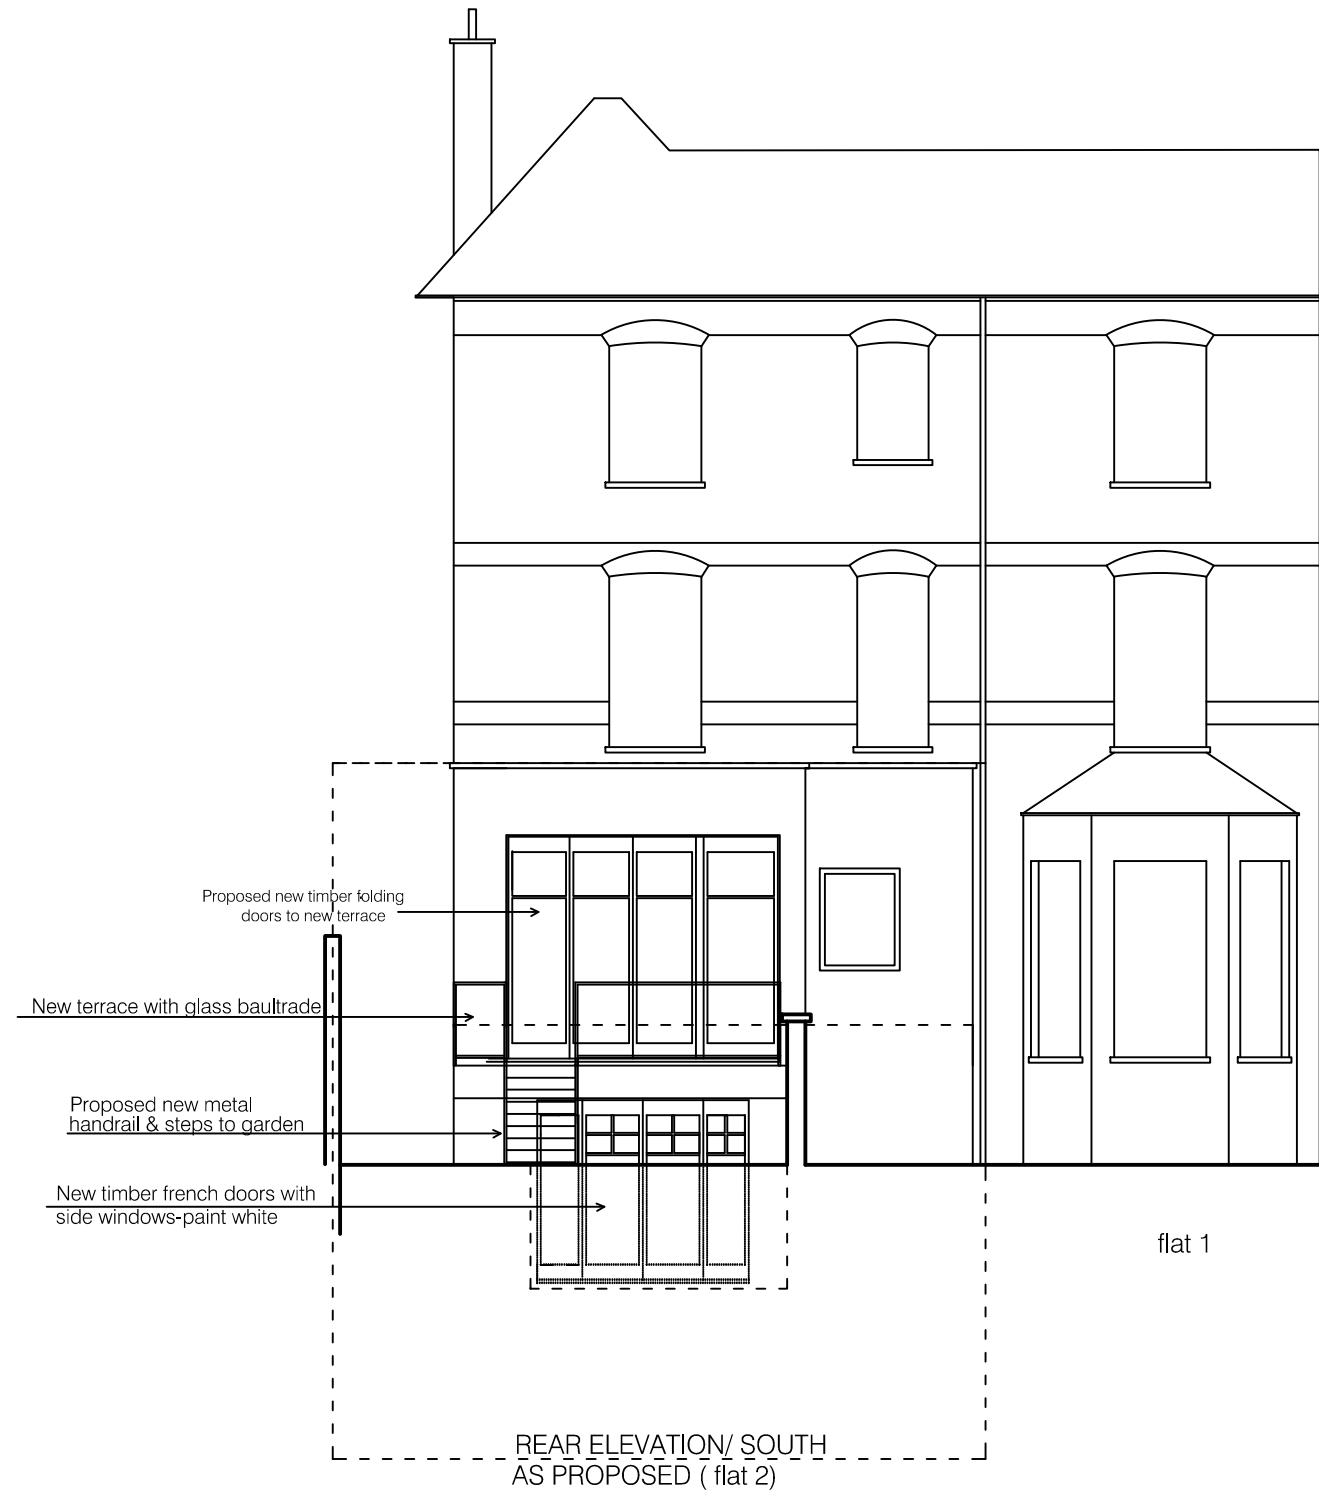 Proposed new timber folding
doors to new terrace
New terrace with glass baultrade
Proposed new metal
handrail & steps to garden
New timber french doors with
side windows-paint white
flat 1
REAR ELEVATION/ SOUTH
AS PROPOSED ( flat 2)